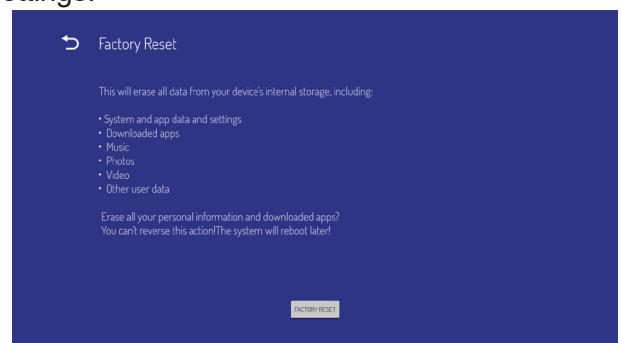 Factory Reset
This will erase all data from your device's internal storage, including:
• System and app data and settings
• Downloaded apps
• Music
• Photos
• Video
• Other user data
Erase all your personal information and downloaded apps?
You can't reverse this action!The system will reboot later!
FACTORY RESET